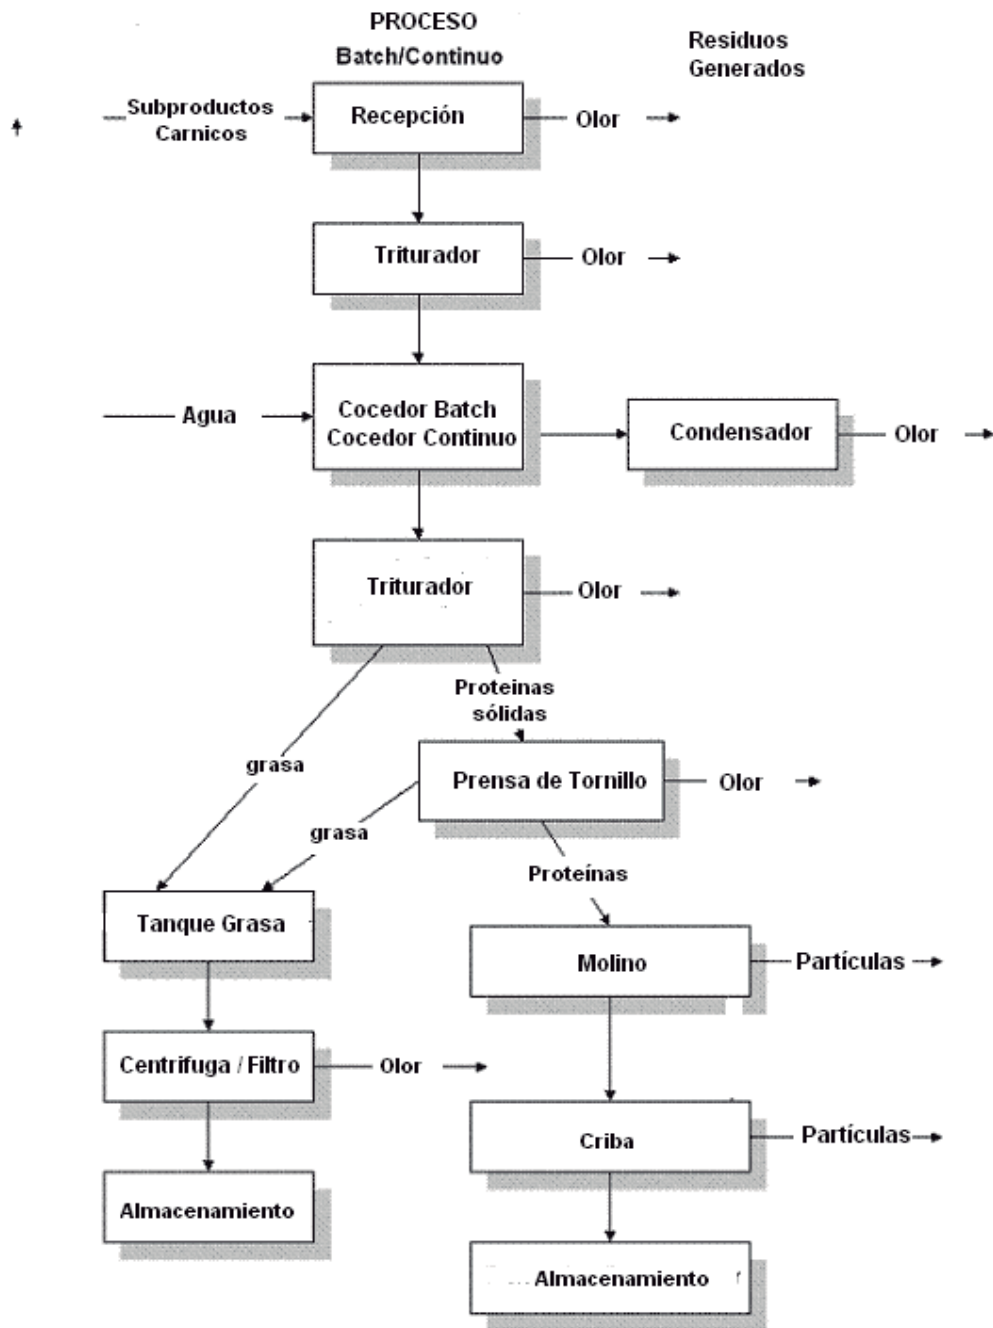 PROCESO
Batch/Continuo
Residuos
Generados
Subproductos
Carnicos
Recepción
Olor
Triturador
Olor
Agua
Cocedor Batch
Cocedor Continuo
Condensador
Olor
Triturador
Olor
Proteinas
sólidas
grasa
Prensa de Tornillo
Olor
grasa
Proteínas
Tanque Grasa
Molino
Partículas
Centrifuga / Filtro
Olor
Criba
Partículas
Almacenamiento
Almacenamiento